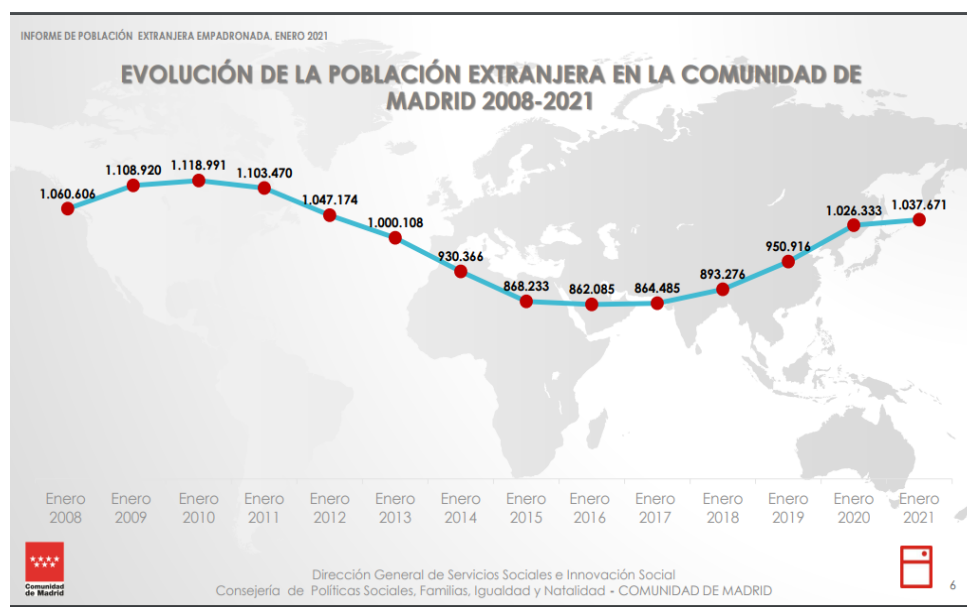 INFORME DE POBLACIÓN EXTRANJERA EMPADRONADA. ENERO 2021
EVOLUCIÓN DE LA POBLACIÓN EXTRANJERA EN LA COMUNIDAD DE
MADRID 2008-2021
1.060.606
1.108.920
1.118.991
1.103.470
1.047.174
1.000.108
930.366
868.233
862.085
864.485
893.276
950.916
1.026.333
1.037.671
Enero 2008
Enero 2009
Enero 2010
Enero 2011
Enero 2012
Enero 2013
Enero 2014
Enero 2015
Enero 2016
Enero 2017
Enero 2018
Enero 2019
Enero 2020
Enero 2021
Comunidad
de Madrid
Dirección General de Servicios Sociales e Innovación Social
Consejería de Políticas Sociales, Familias, Igualdad y Natalidad - COMUNIDAD DE MADRID
6